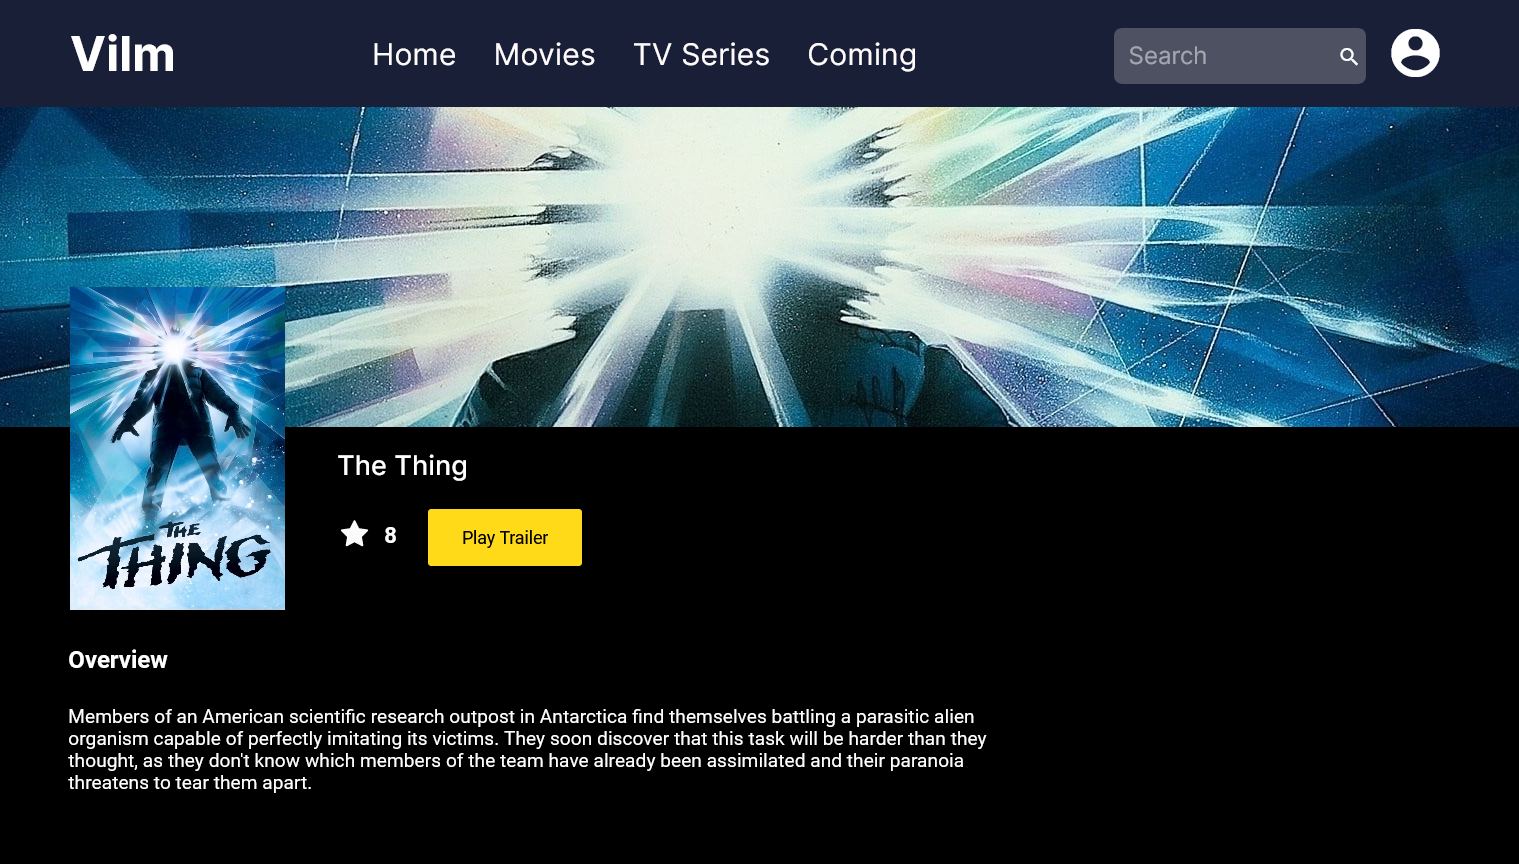 Vilm
Home Movies TV Series Coming
Search
The Thing
8
Play Trailer
THE
THING
Overview
Members of an American scientific research outpost in Antarctica find themselves battling a parasitic alien
organism capable of perfectly imitating its victims. They soon discover that this task will be harder than they
thought, as they don't know which members of the team have already been assimilated and their paranoia
threatens to tear them apart.